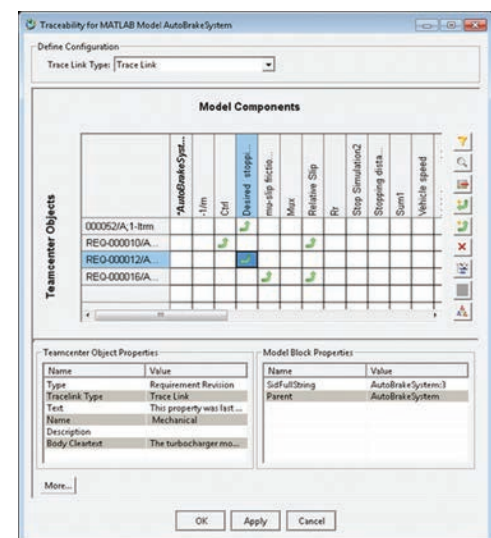 Traceability for MATLAB Model AutoBrakeSystem
Define Configuration
Trace Link Type: Trace Link
Model Components
*AutoBrakeSyst...
-1/m
Ctrl
Desired stoppi...
mu-slip frictio...
Mux
Relative Slip
Rr
Stop Simulation2
Stopping dista...
Sum1
Vehicle speed
Teamcenter Objects
000052/A;1-Itrm
REQ-000010/A...
REQ-000012/A...
REQ-000016/A...
Teamcenter Object Properties
Name Value
Type Requirement Revision
Tracelink Type Trace Link
Text This property was last ...
Name Mechanical
Description
Body Cleartext The turbocharger mo...
Model Block Properties
Name Value
SidFullString AutoBrakeSystem:3
Parent AutoBrakeSystem
More...
OK Apply Cancel